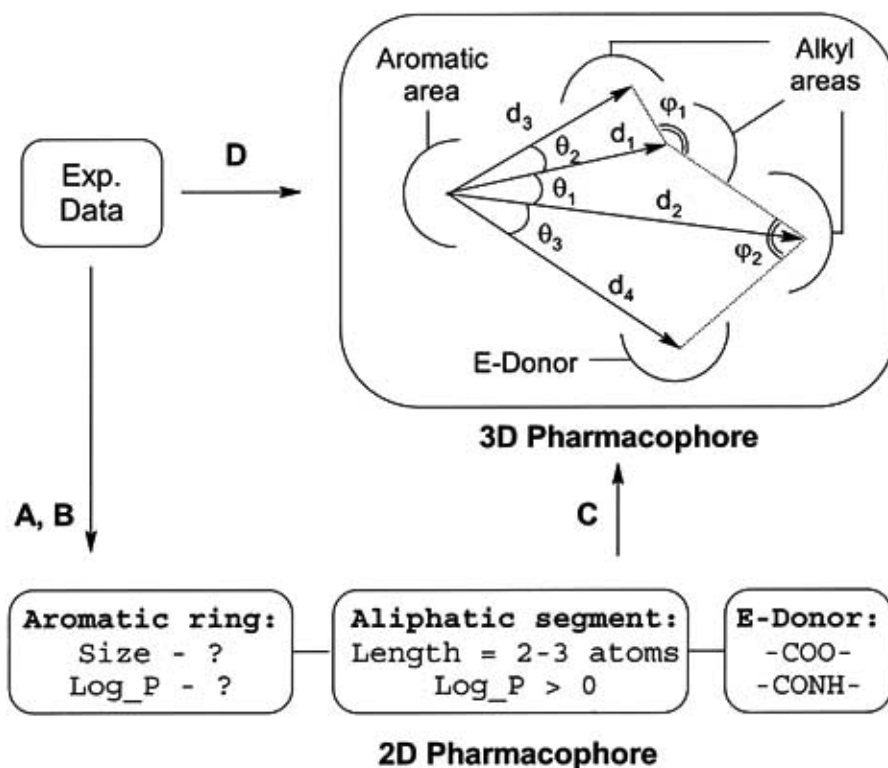 Aromatic
area
Alkyl
areas
d₃
φ₁
d₁
θ₂
θ₁
d₂
θ₃
φ₂
d₄
E-Donor
Exp.
Data
D
3D Pharmacophore
A, B
C
Aromatic ring:
Size - ?
Log_P - ?
Aliphatic segment:
Length = 2-3 atoms
Log_P > 0
E-Donor:
-COO-
-CONH-
2D Pharmacophore